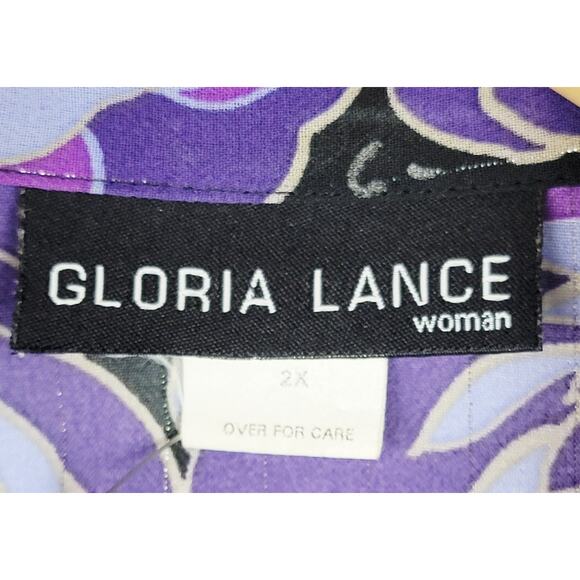 GLORIA LANCE
woman
2X
OVER FOR CARE